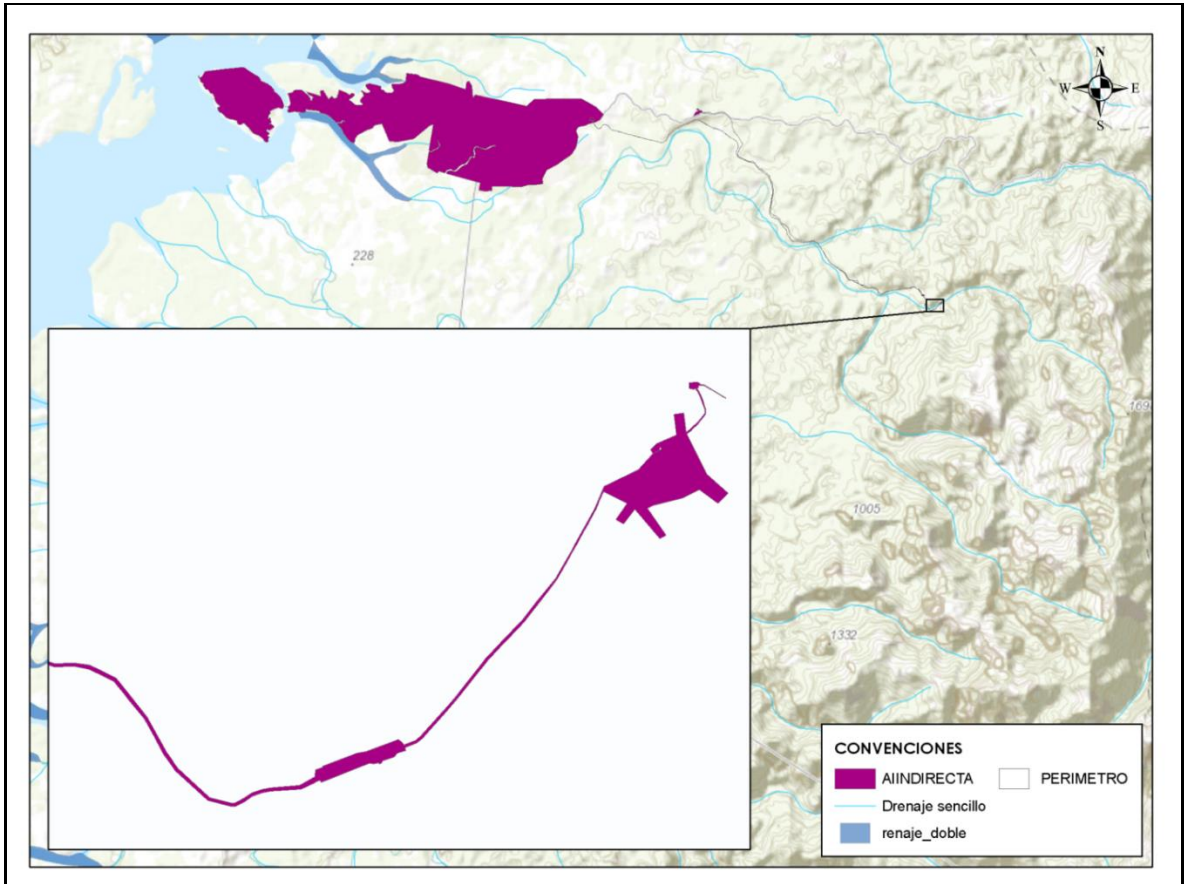 N
W E
S
228
169
1005
1332
CONVENCIONES
AIINDIRECTA PERIMETRO
Drenaje sencillo
renaje_doble